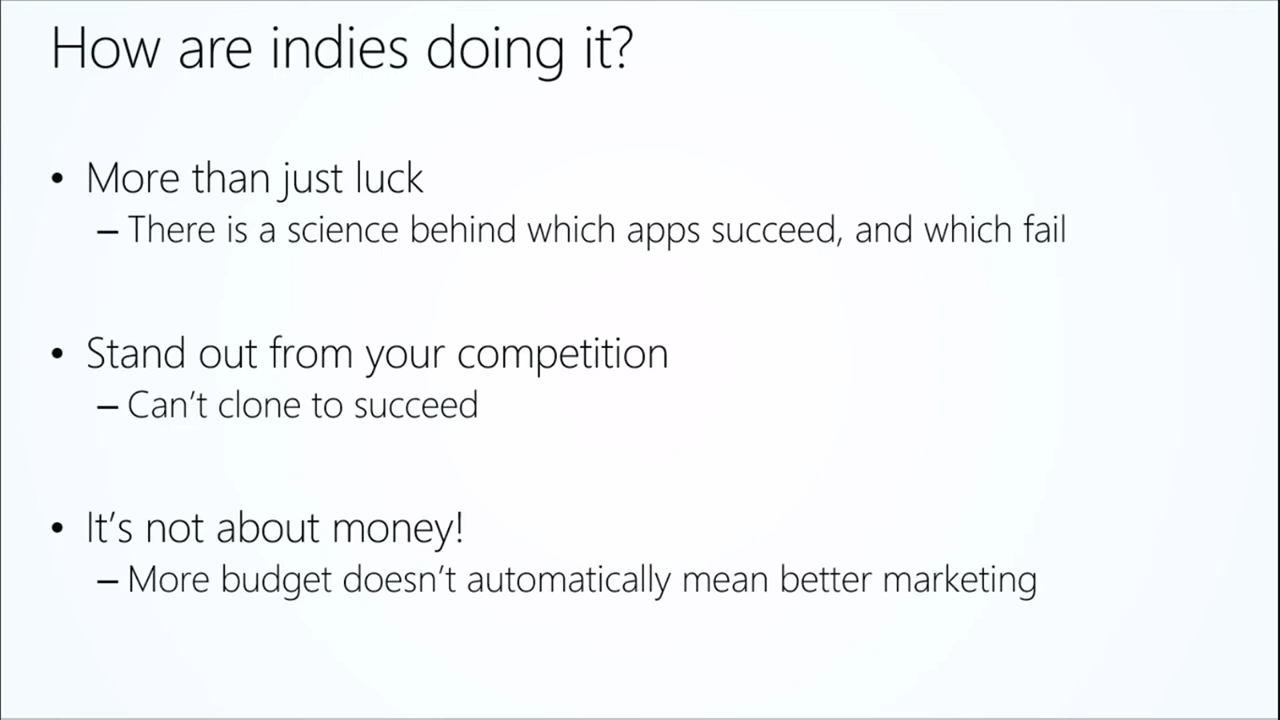 How are indies doing it?
• More than just luck
– There is a science behind which apps succeed, and which fail
• Stand out from your competition
– Can't clone to succeed
• It's not about money!
– More budget doesn't automatically mean better marketing